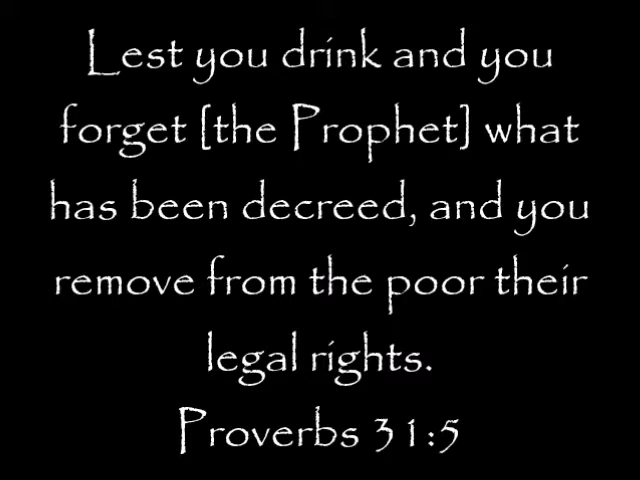 Lest you drink and you
forget [the Prophet] what
has been decreed, and you
remove from the poor their
legal rights.
Proverbs 31:5